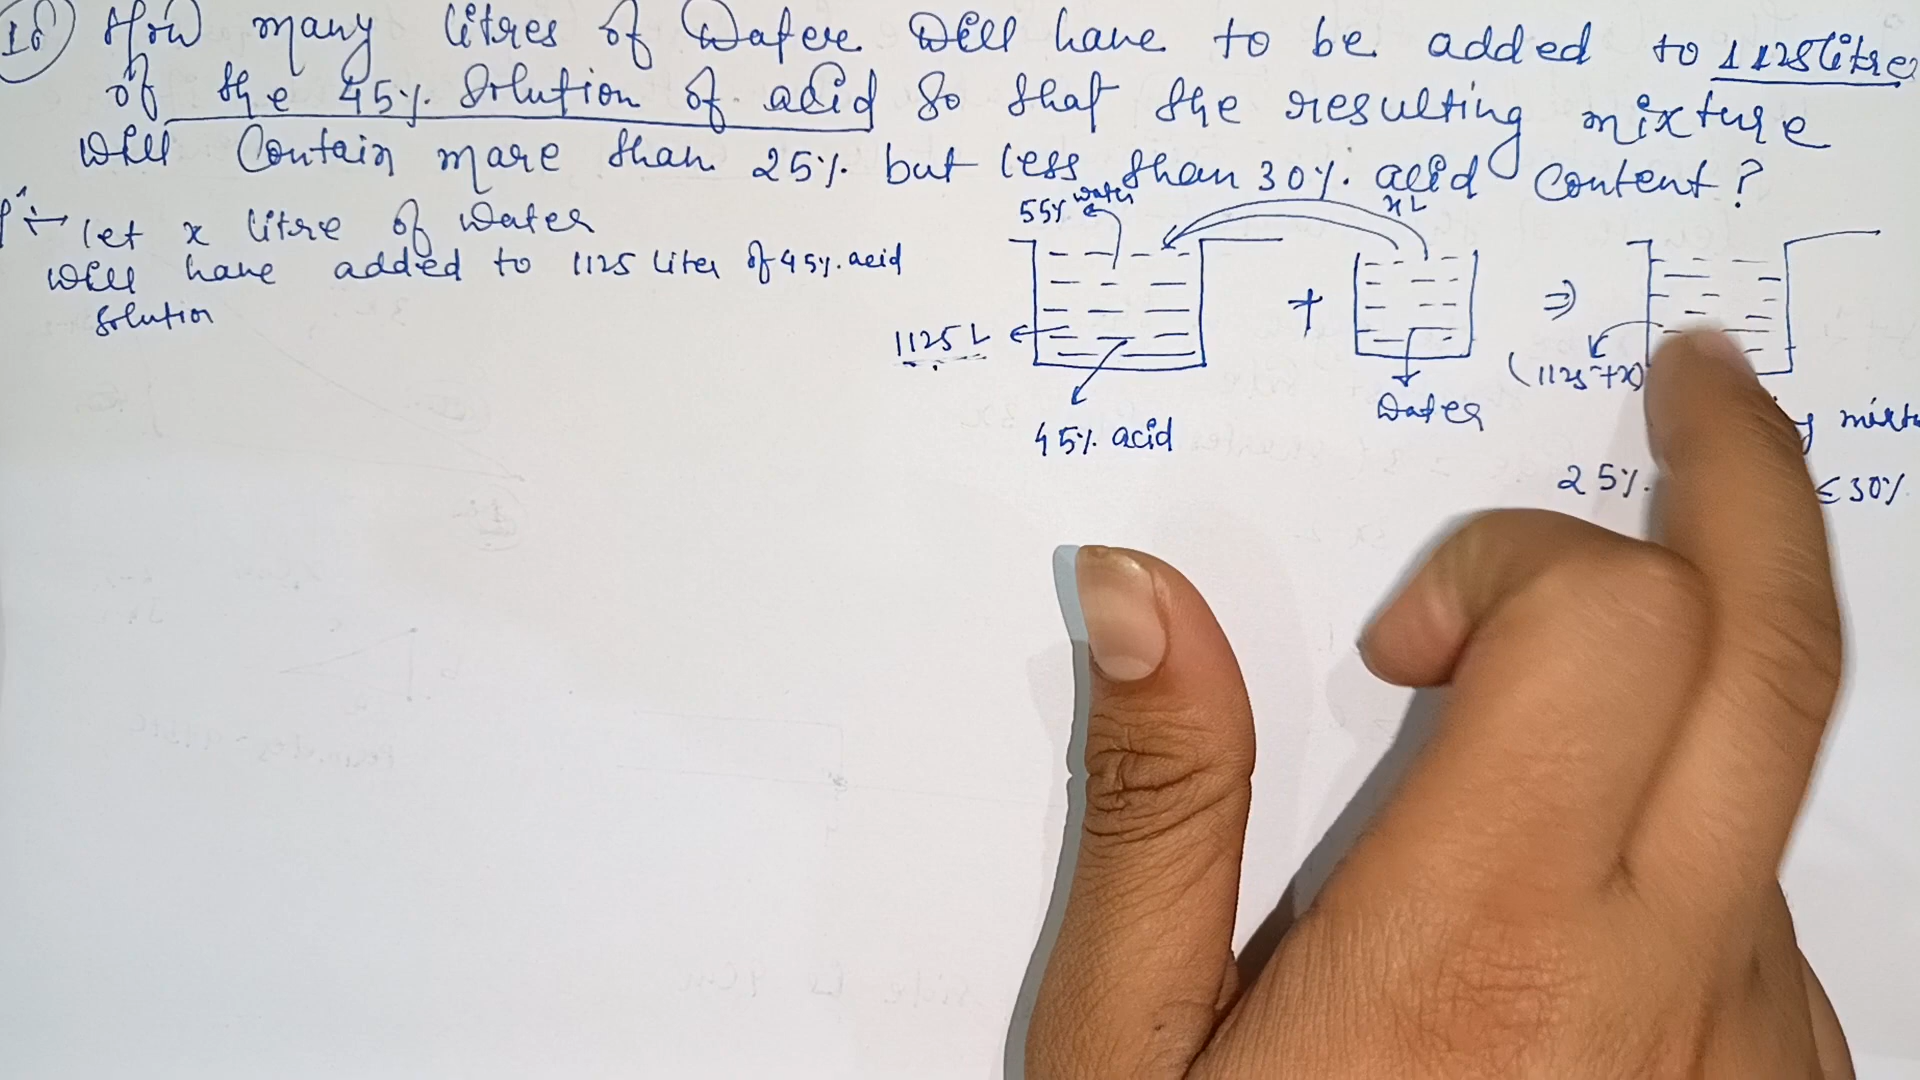 18 How many litres of water will have to be added to 1125 litres
of the 45% solution of acid so that the resulting mixture
will contain more than 25% but less than 30% acid content?
let x litre of water
will have added to 1125 liter of 45% acid
solution
55% water
x L
1125 L
+
⇒
(1125+x)
45% acid
water
25%
≤ 30%